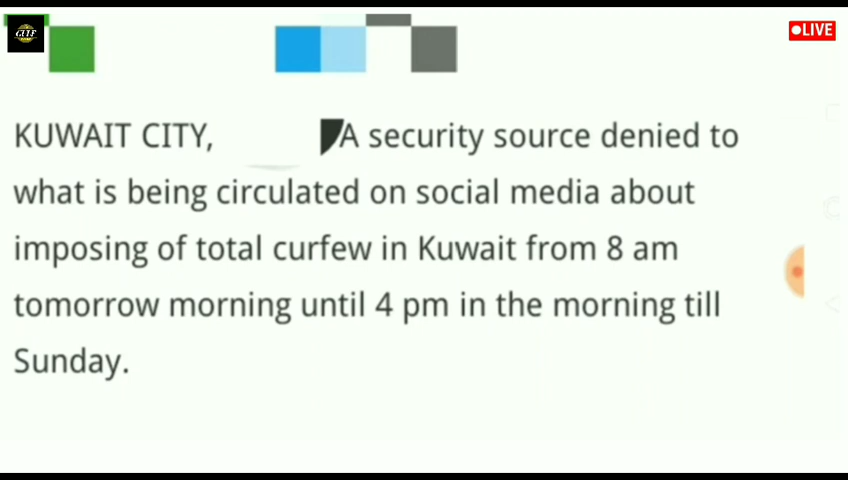 GULF
LIVE
KUWAIT CITY, A security source denied to
what is being circulated on social media about
imposing of total curfew in Kuwait from 8 am
tomorrow morning until 4 pm in the morning till
Sunday.